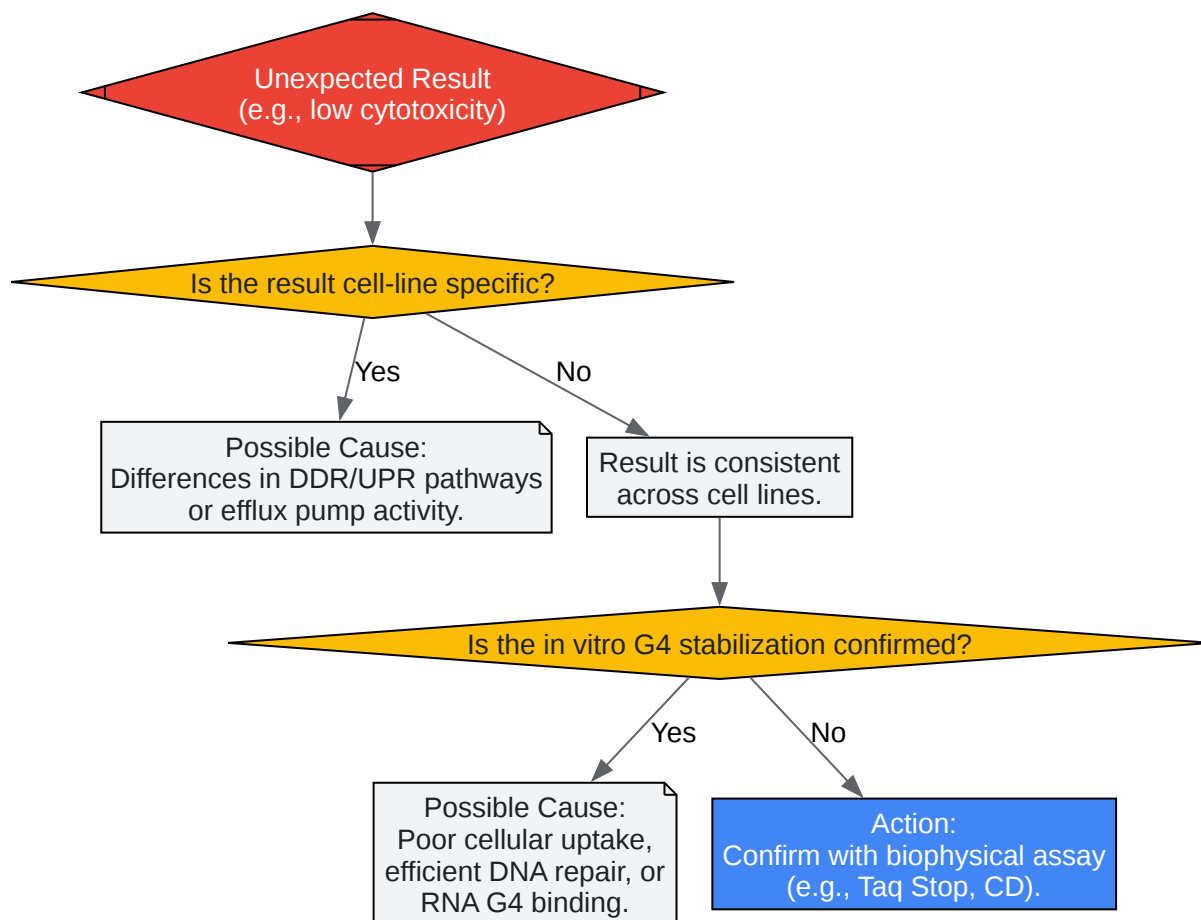 Unexpected Result
(e.g., low cytotoxicity)
Is the result cell-line specific?
Yes
No
Possible Cause:
Differences in DDR/UPR pathways
or efflux pump activity.
Result is consistent
across cell lines.
Is the in vitro G4 stabilization confirmed?
Yes
No
Possible Cause:
Poor cellular uptake,
efficient DNA repair, or
RNA G4 binding.
Action:
Confirm with biophysical assay
(e.g., Taq Stop, CD).